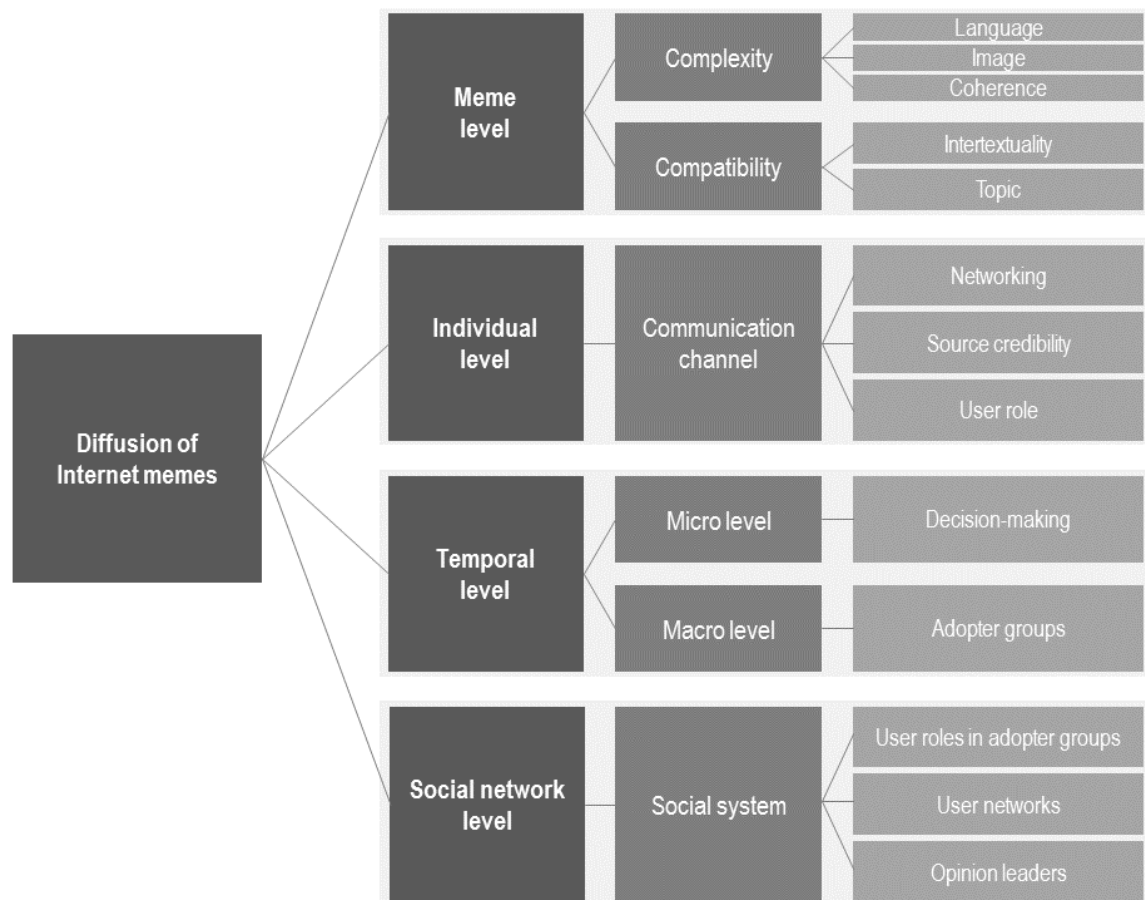 Diffusion of
Internet memes
Meme
level
Complexity
Language
Image
Coherence
Compatibility
Intertextuality
Topic
Individual
level
Communication
channel
Networking
Source credibility
User role
Temporal
level
Micro level
Decision-making
Macro level
Adopter groups
Social network
level
Social system
User roles in adopter groups
User networks
Opinion leaders